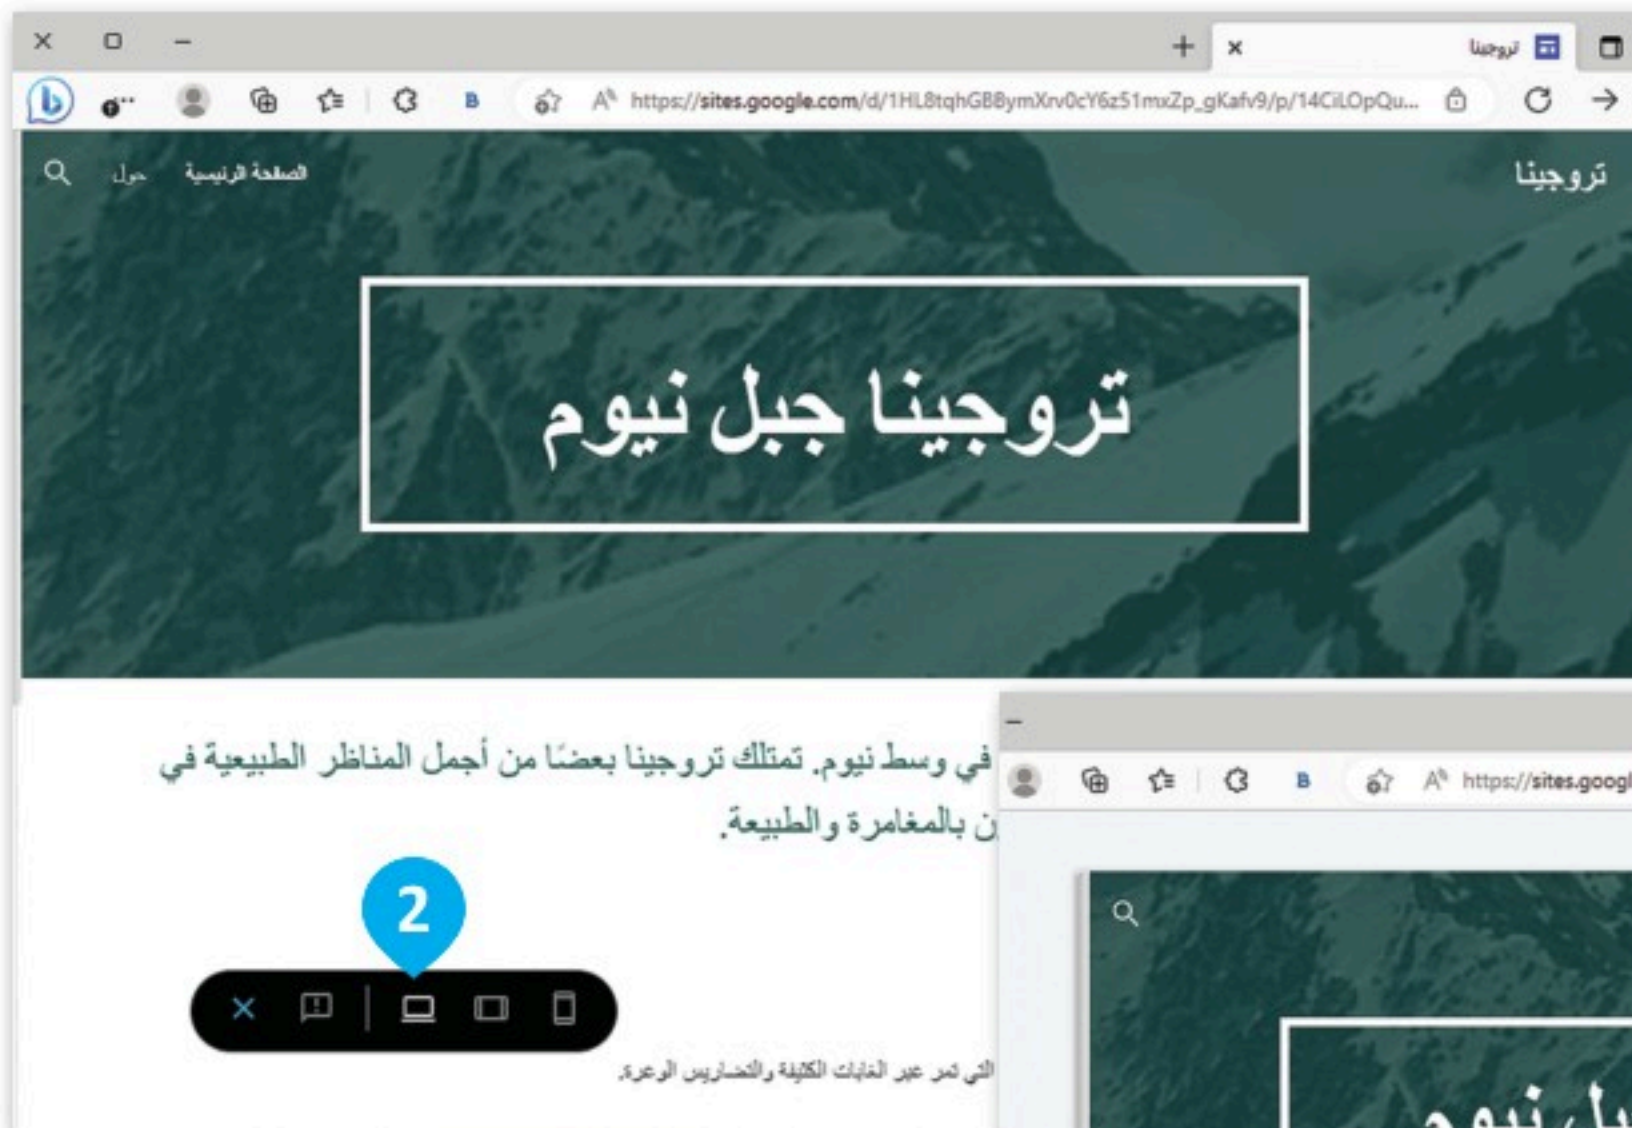 تروجينا
https://sites.google.com/d/1HL8tqhGBBymXrv0cY6z51mxZp_gKafv9/p/14CiLOpQu...
تروجينا
الصفحة الرئيسية حول
تروجينا جبل نيوم
في وسط نيوم. تمتلك تروجينا بعضًا من أجمل المناظر الطبيعية في
ن بالمغامرة والطبيعة.
2
التي تمر عبر الغابات الكثيفة والتضاريس الوعرة.
https://sites.googl
بل نيوم